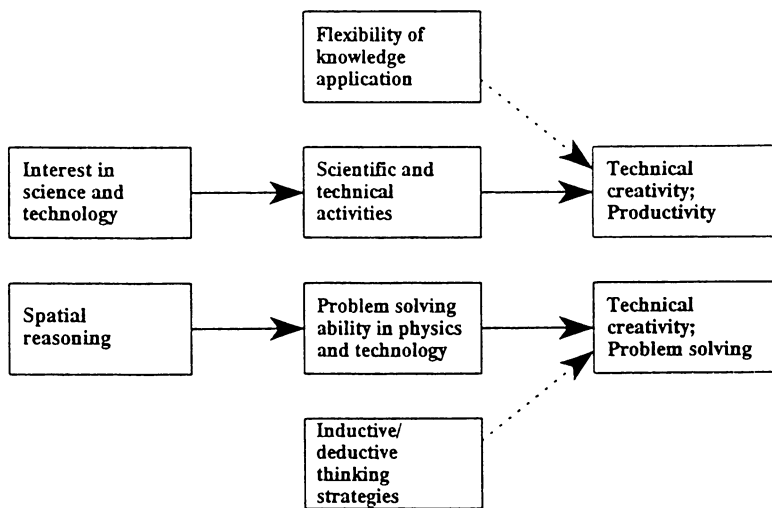 Flexibility of
knowledge
application
Interest in
science and
technology
Scientific and
technical
activities
Technical
creativity;
Productivity
Spatial
reasoning
Problem solving
ability in physics
and technology
Technical
creativity;
Problem solving
Inductive/
deductive
thinking
strategies